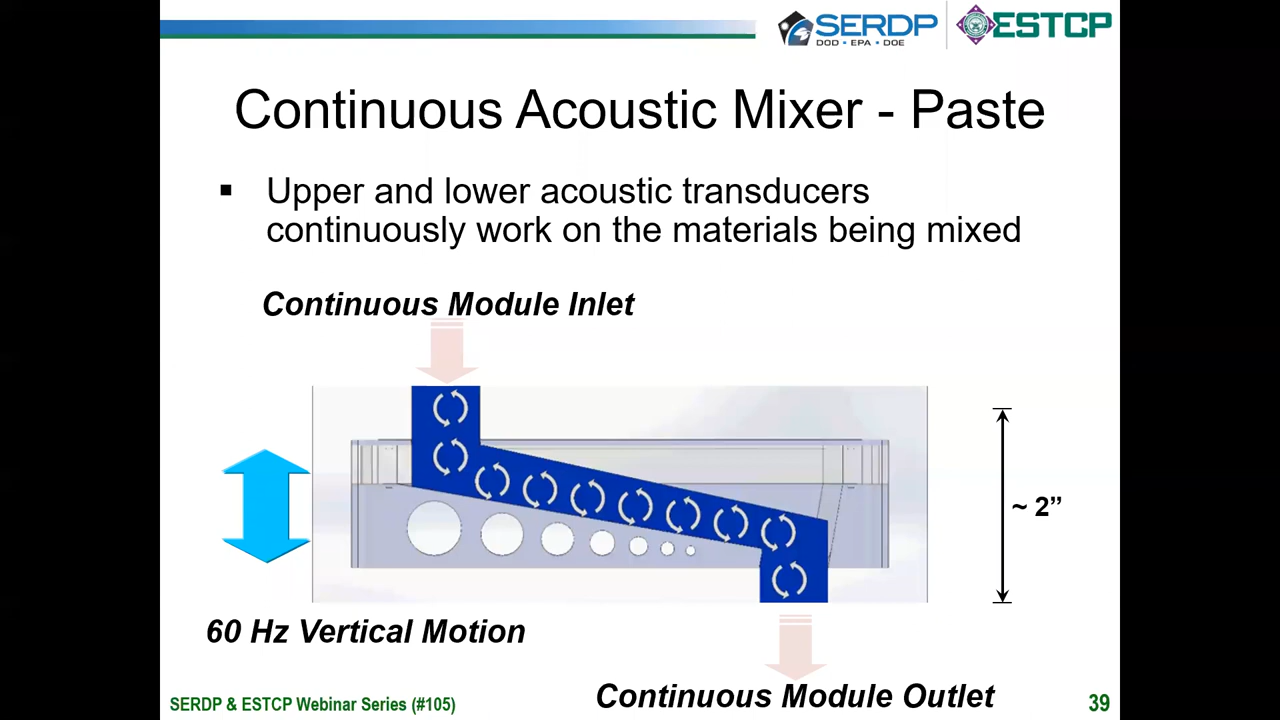 SERDP
DOD • EPA • DOE
ESTCP
Continuous Acoustic Mixer - Paste
▪ Upper and lower acoustic transducers
continuously work on the materials being mixed
Continuous Module Inlet
~ 2”
60 Hz Vertical Motion
Continuous Module Outlet
SERDP & ESTCP Webinar Series (#105)
39